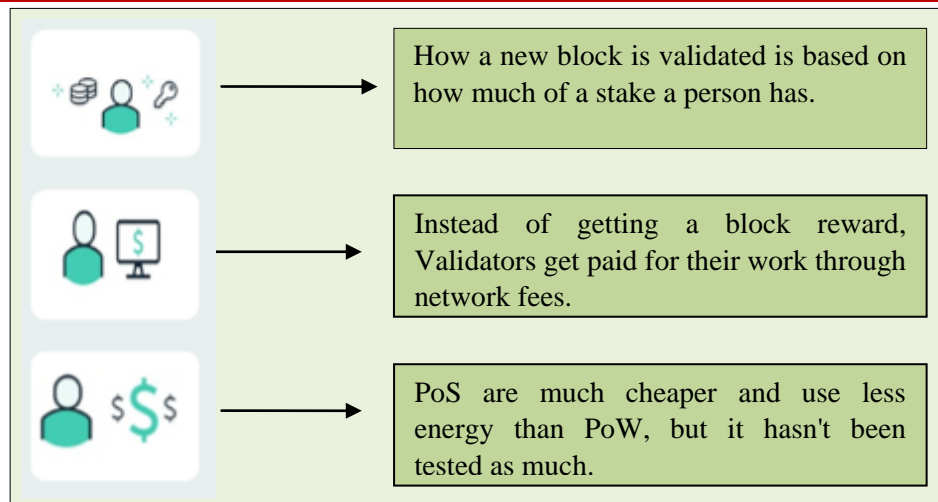 How a new block is validated is based on
how much of a stake a person has.
Instead of getting a block reward,
Validators get paid for their work through
network fees.
PoS are much cheaper and use less
energy than PoW, but it hasn't been
tested as much.
$
$ $ $